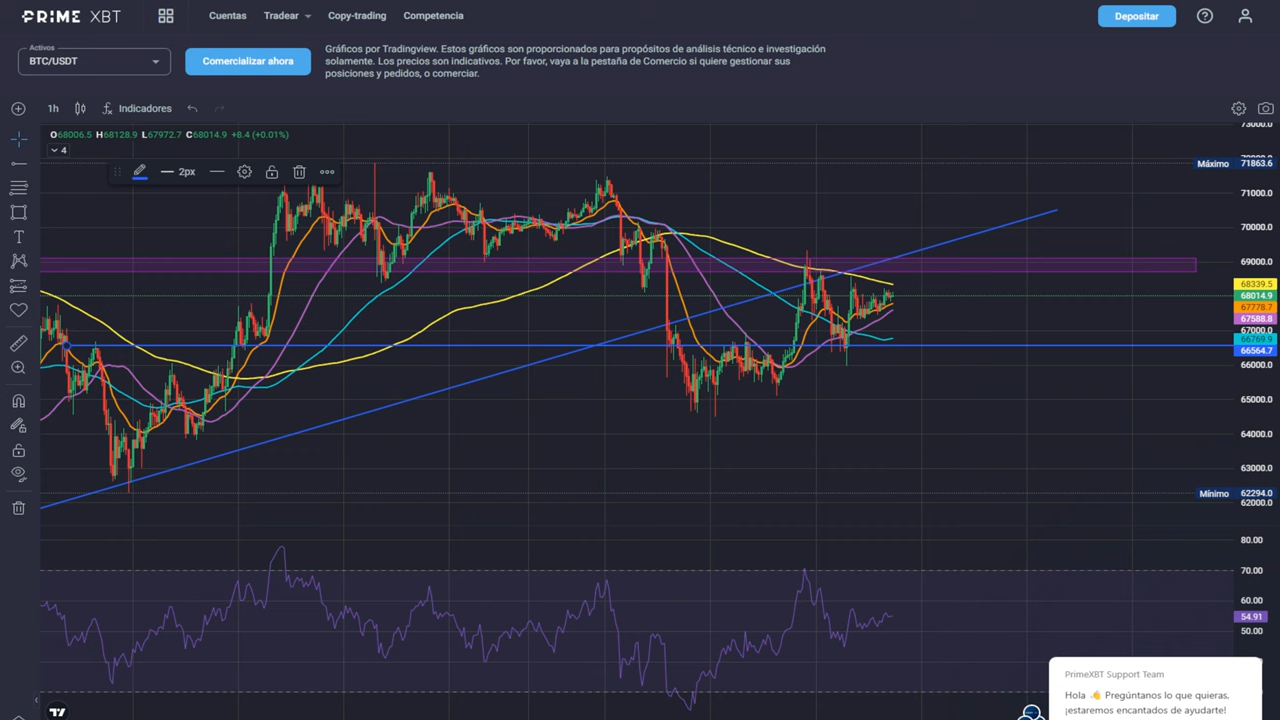 PRIME XBT
Cuentas
Tradear
Copy-trading
Competencia
Depositar
Activos
BTC/USDT
Comercializar ahora
Gráficos por Tradingview. Estos gráficos son proporcionados para propósitos de análisis técnico e investigación
solamente. Los precios son indicativos. Por favor, vaya a la pestaña de Comercio si quiere gestionar sus
posiciones y pedidos, o comerciar.
1h
Indicadores
O68006.5 H68128.9 L67972.7 C68014.9 +8.4 (+0.01%)
4
2px
73000.0
Máximo 71863.6
71000.0
70000.0
69000.0
68339.5
68014.9
67778.7
67588.8
67000.0
66769.9
66564.7
66000.0
65000.0
64000.0
63000.0
Mínimo 62294.0
62000.0
80.00
70.00
60.00
54.91
50.00
PrimeXBT Support Team
Hola 👋 Pregúntanos lo que quieras,
¡estaremos encantados de ayudarte!